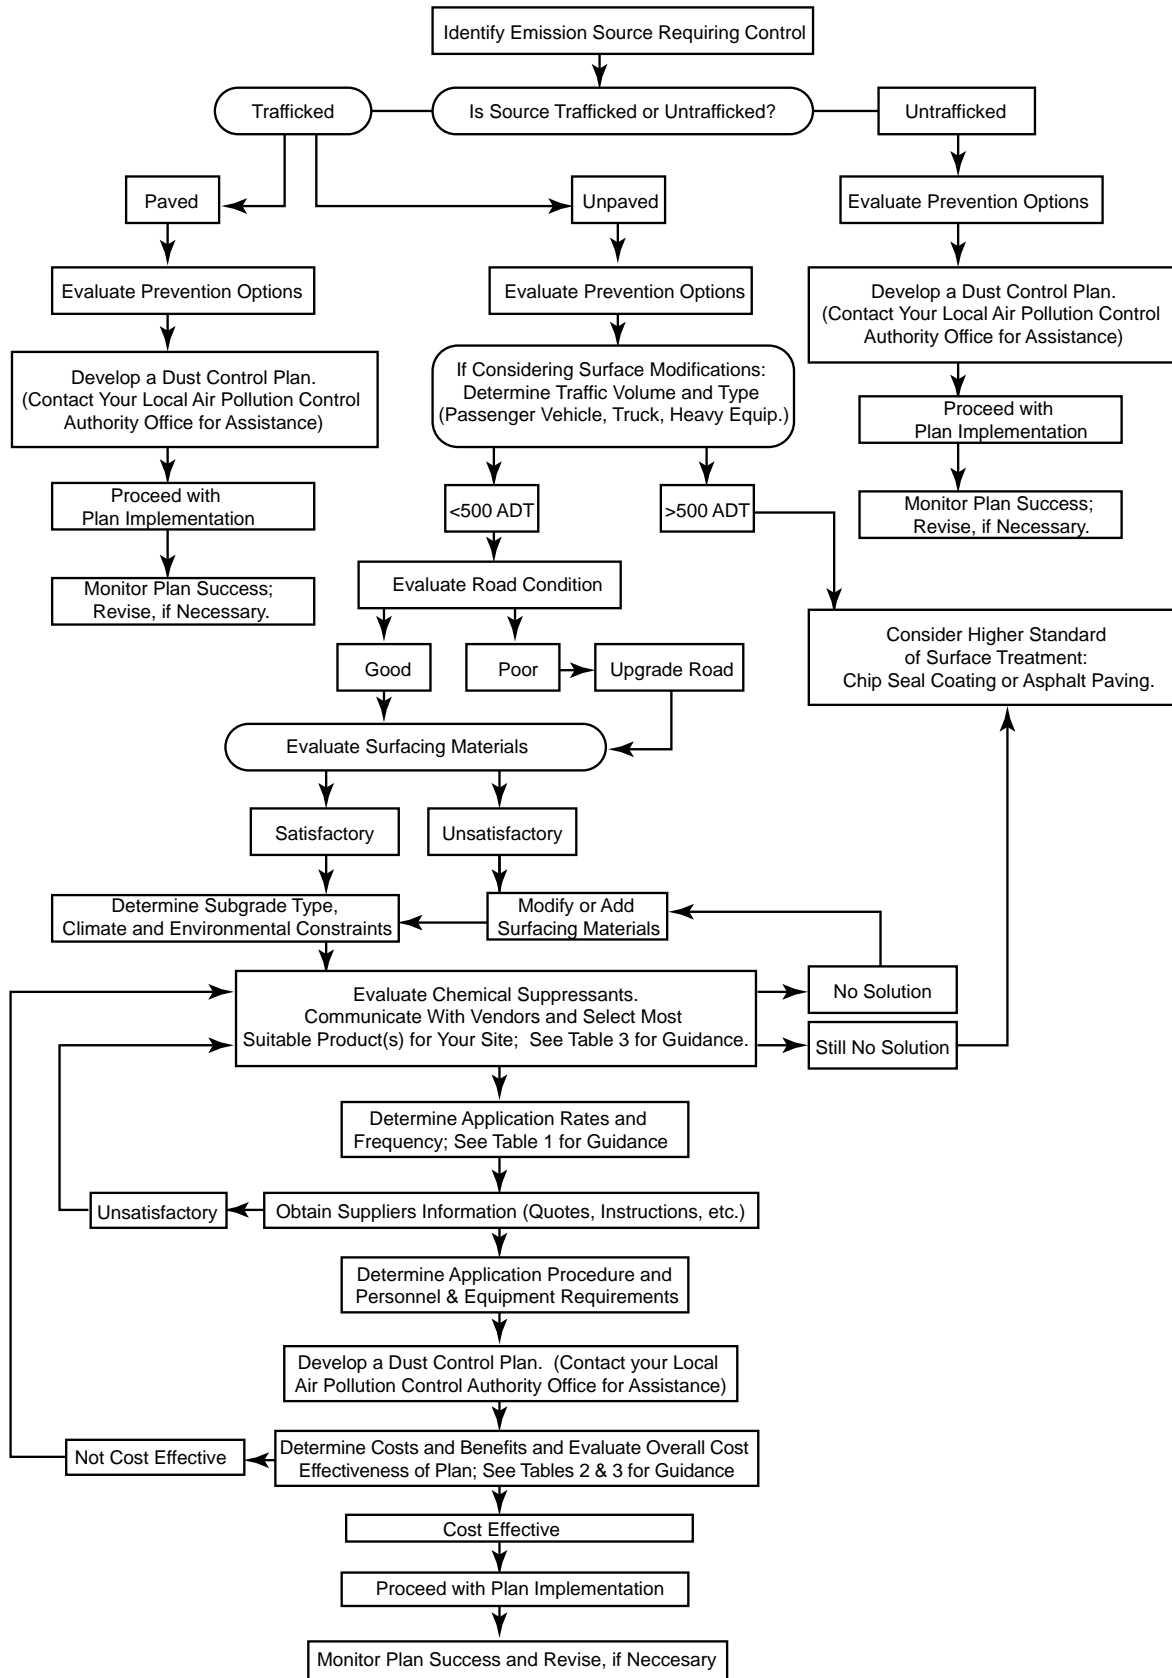 Identify Emission Source Requiring Control
Trafficked
Is Source Trafficked or Untrafficked?
Untrafficked
Paved
Unpaved
Evaluate Prevention Options
Evaluate Prevention Options
Evaluate Prevention Options
Develop a Dust Control Plan.
(Contact Your Local Air Pollution Control
Authority Office for Assistance)
Develop a Dust Control Plan.
(Contact Your Local Air Pollution Control
Authority Office for Assistance)
If Considering Surface Modifications:
Determine Traffic Volume and Type
(Passenger Vehicle, Truck, Heavy Equip.)
Proceed with
Plan Implementation
Proceed with
Plan Implementation
<500 ADT
>500 ADT
Monitor Plan Success;
Revise, if Necessary.
Monitor Plan Success;
Revise, if Necessary.
Evaluate Road Condition
Consider Higher Standard
of Surface Treatment:
Chip Seal Coating or Asphalt Paving.
Good
Poor
Upgrade Road
Evaluate Surfacing Materials
Satisfactory
Unsatisfactory
Determine Subgrade Type,
Climate and Environmental Constraints
Modify or Add
Surfacing Materials
Evaluate Chemical Suppressants.
Communicate With Vendors and Select Most
Suitable Product(s) for Your Site;  See Table 3 for Guidance.
No Solution
Still No Solution
Determine Application Rates and
Frequency; See Table 1 for Guidance
Unsatisfactory
Obtain Suppliers Information (Quotes, Instructions, etc.)
Determine Application Procedure and
Personnel & Equipment Requirements
Develop a Dust Control Plan.  (Contact your Local
Air Pollution Control Authority Office for Assistance)
Not Cost Effective
Determine Costs and Benefits and Evaluate Overall Cost
Effectiveness of Plan; See Tables 2 & 3 for Guidance
Cost Effective
Proceed with Plan Implementation
Monitor Plan Success and Revise, if Neccesary